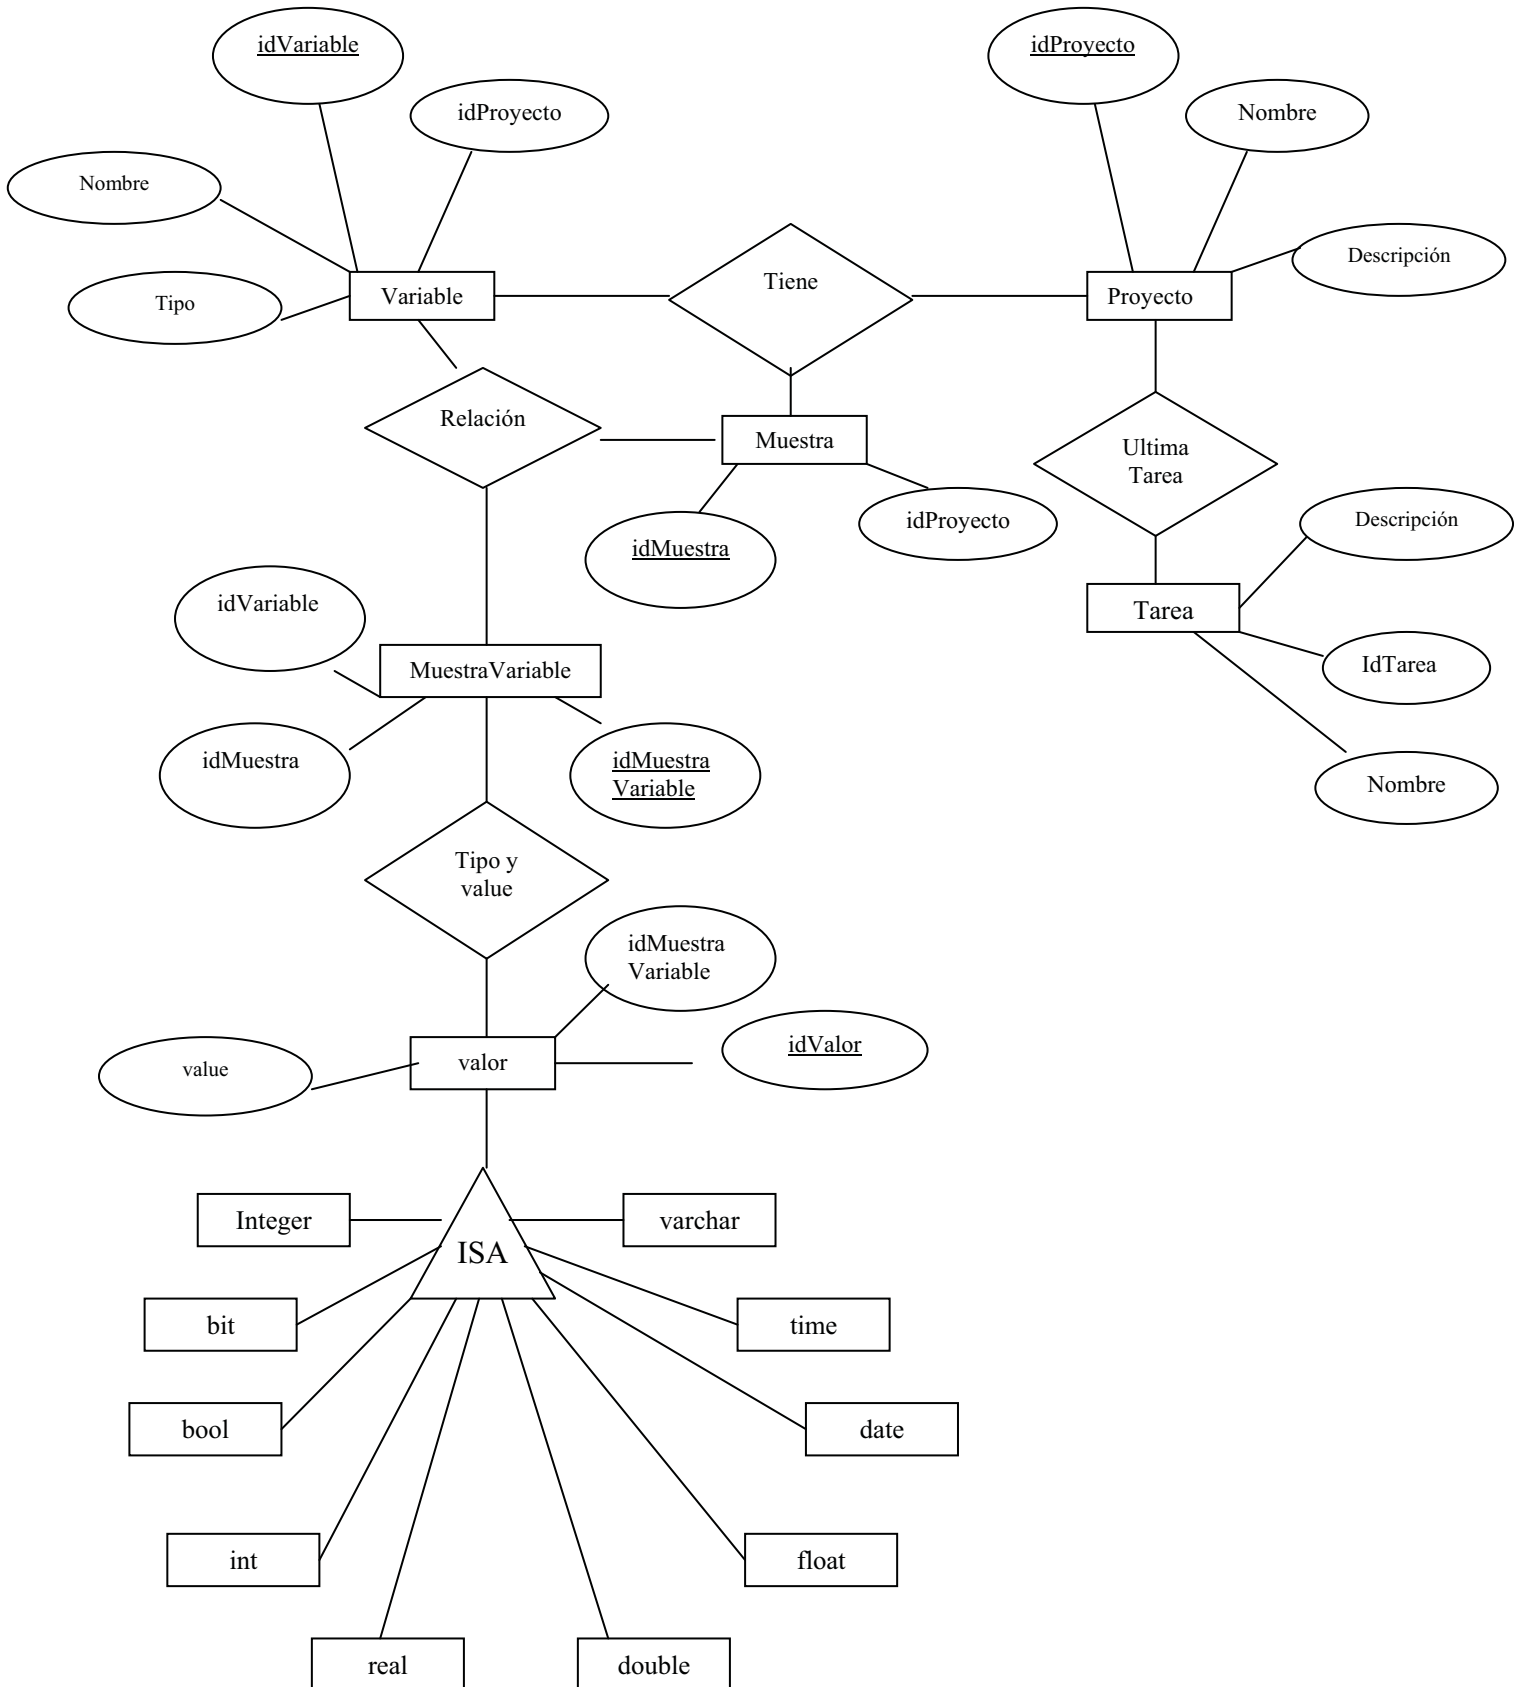 idVariable
idProyecto
idProyecto
Nombre
Nombre
Descripción
Tipo
Variable
Tiene
Proyecto
Relación
Muestra
Ultima
Tarea
idMuestra
idProyecto
Descripción
idVariable
MuestraVariable
Tarea
IdTarea
idMuestra
idMuestra
Variable
Nombre
Tipo y
value
idMuestra
Variable
idValor
value
valor
Integer
varchar
ISA
bit
time
bool
date
int
float
real
double